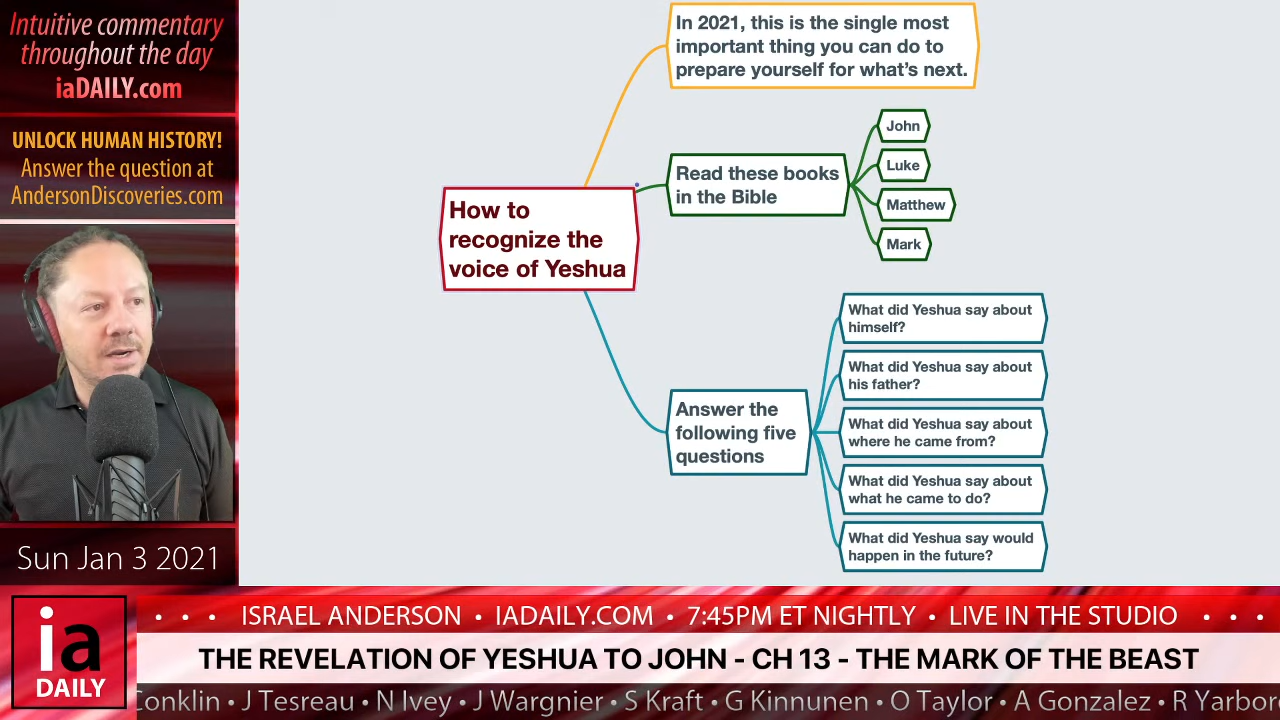 Intuitive commentary
throughout the day
iaDAILY.com
UNLOCK HUMAN HISTORY!
Answer the question at
AndersonDiscoveries.com
In 2021, this is the single most
important thing you can do to
prepare yourself for what's next.
John
Luke
Matthew
Mark
Read these books
in the Bible
How to
recognize the
voice of Yeshua
Answer the
following five
questions
What did Yeshua say about
himself?
What did Yeshua say about
his father?
What did Yeshua say about
where he came from?
What did Yeshua say about
what he came to do?
What did Yeshua say would
happen in the future?
Sun Jan 3 2021
• • • ISRAEL ANDERSON • IADAILY.COM • 7:45PM ET NIGHTLY • LIVE IN THE STUDIO • • •
ia
DAILY
THE REVELATION OF YESHUA TO JOHN - CH 13 - THE MARK OF THE BEAST
Conklin • J Tesreau • N Ivey • J Wargnier • S Kraft • G Kinnunen • O Taylor • A Gonzalez • R Yarbor